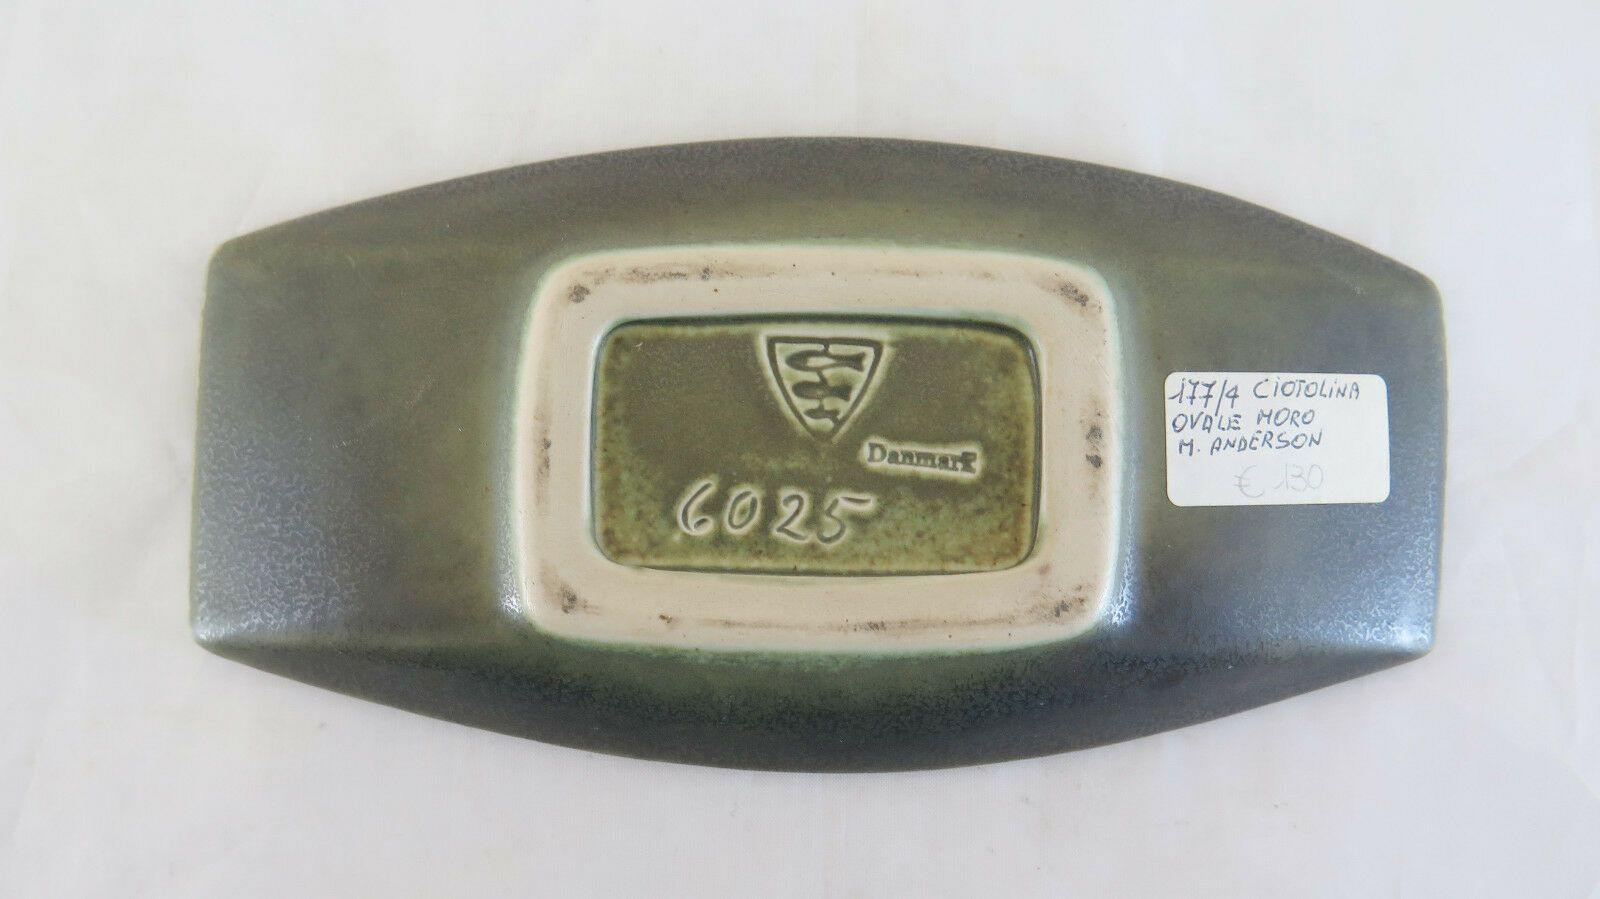 Danmark
6025
177/4 CIOTOLINA
OVALE MORO
M. ANDERSON
€ 130